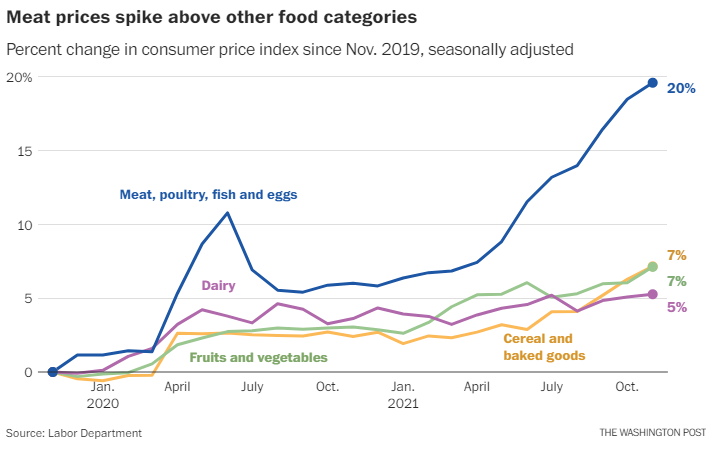 Meat prices spike above other food categories
Percent change in consumer price index since Nov. 2019, seasonally adjusted
20%
20%
15
Meat, poultry, fish and eggs
10
7%
Dairy
7%
5
5%
Cereal and
baked goods
Fruits and vegetables
0
Jan. April July Oct. Jan. April July Oct.
2020 2021
Source: Labor Department
THE WASHINGTON POST